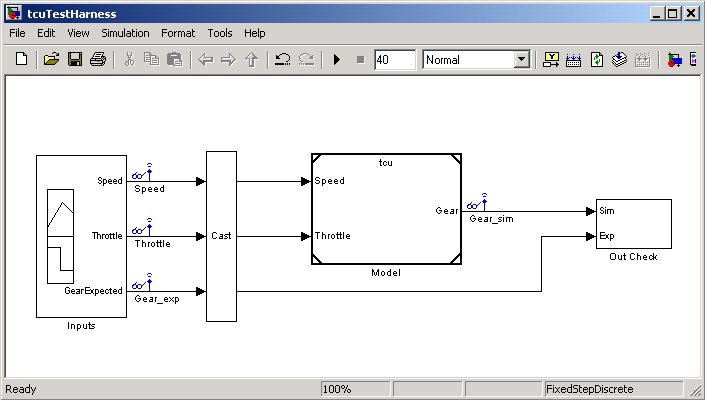 tcuTestHarness
File Edit View Simulation Format Tools Help
40 Normal
tcu
Speed Speed Speed
Gear Sim
Throttle Throttle Cast Throttle Gear_sim Exp
Out Check
Model
GearExpected Gear_exp
Inputs
Ready 100% FixedStepDiscrete